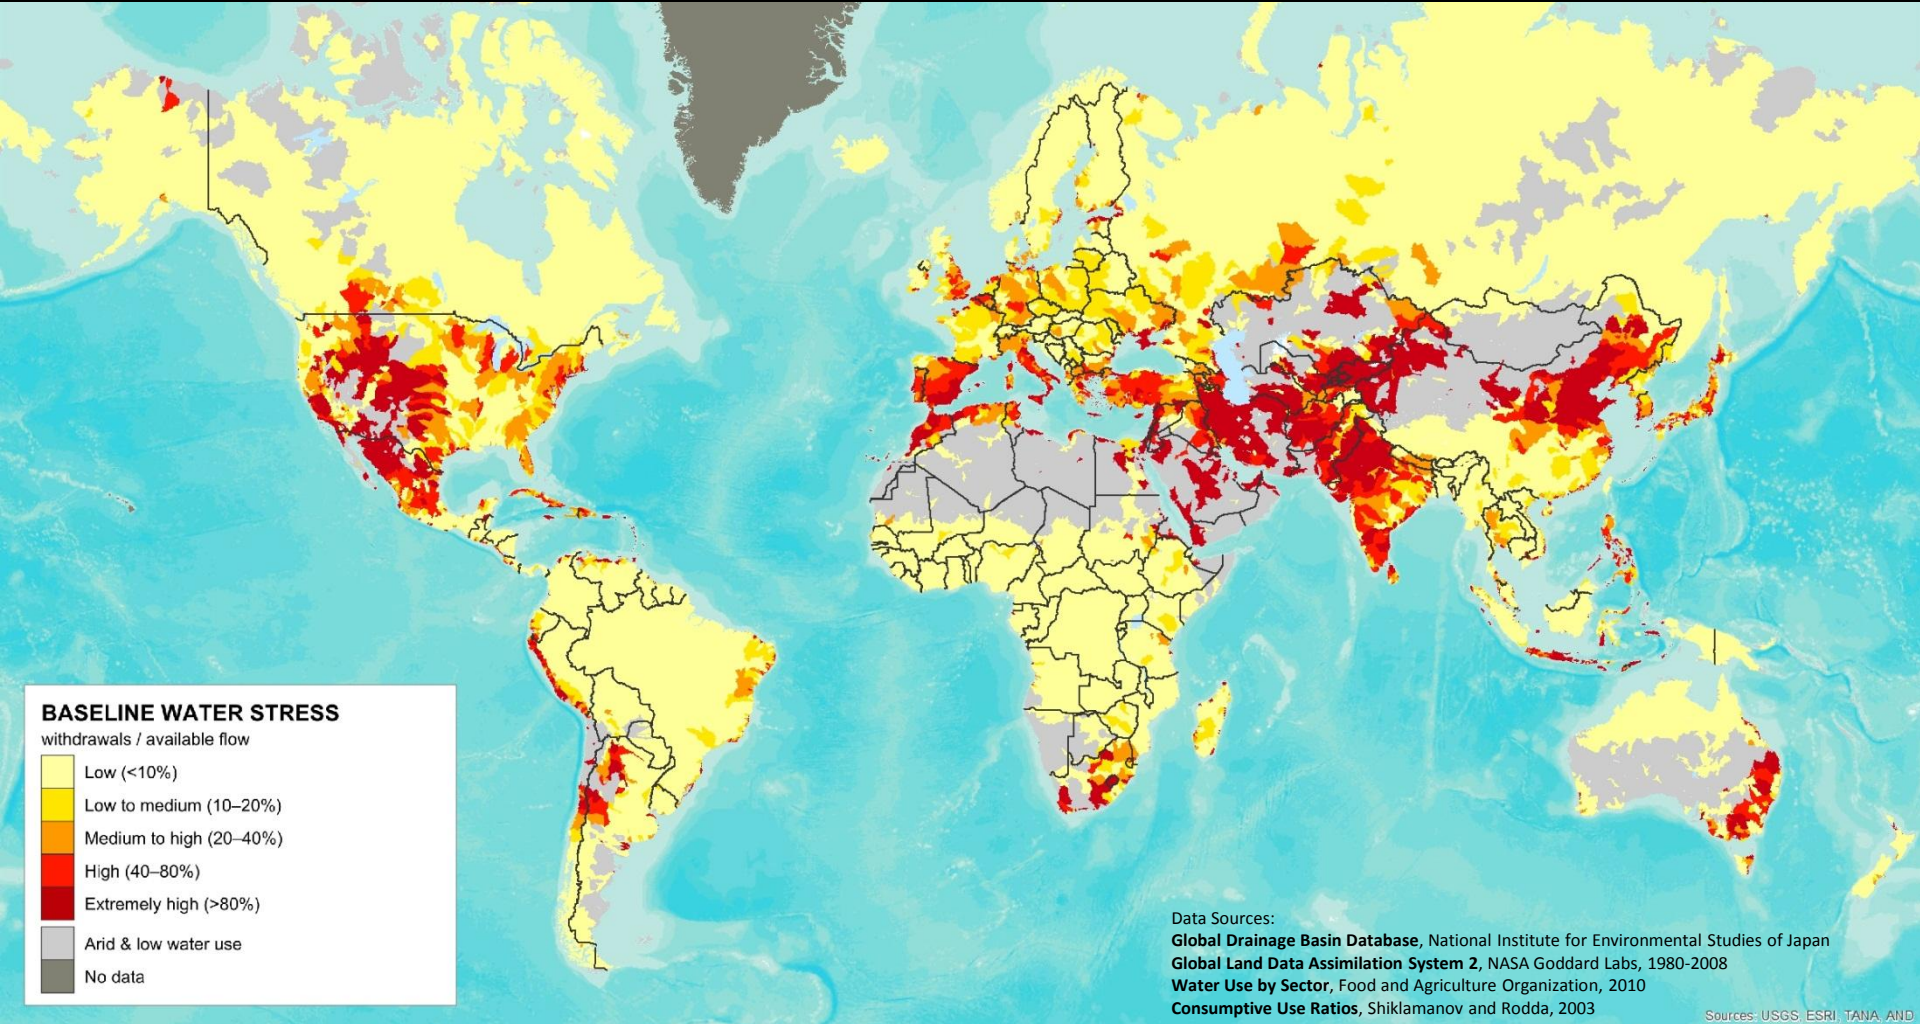 BASELINE WATER STRESS
withdrawals / available flow
Low (<10%)
Low to medium (10–20%)
Medium to high (20–40%)
High (40–80%)
Extremely high (>80%)
Arid & low water use
No data
Data Sources:
Global Drainage Basin Database, National Institute for Environmental Studies of Japan
Global Land Data Assimilation System 2, NASA Goddard Labs, 1980-2008
Water Use by Sector, Food and Agriculture Organization, 2010
Consumptive Use Ratios, Shiklamanov and Rodda, 2003
Sources: USGS, ESRI, TANA, AND